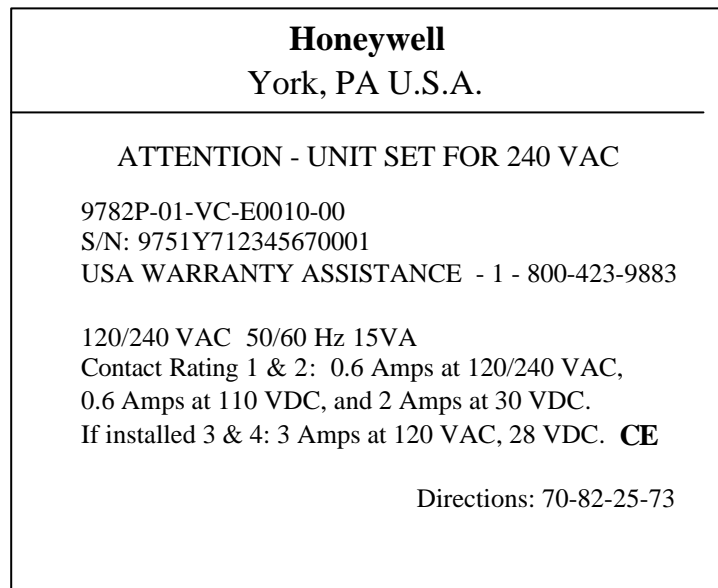 Honeywell
York, PA U.S.A.
ATTENTION - UNIT SET FOR 240 VAC
9782P-01-VC-E0010-00
S/N: 9751Y712345670001
USA WARRANTY ASSISTANCE - 1 - 800-423-9883
120/240 VAC 50/60 Hz 15VA
Contact Rating 1 & 2: 0.6 Amps at 120/240 VAC,
0.6 Amps at 110 VDC, and 2 Amps at 30 VDC.
If installed 3 & 4: 3 Amps at 120 VAC, 28 VDC. CE
Directions: 70-82-25-73